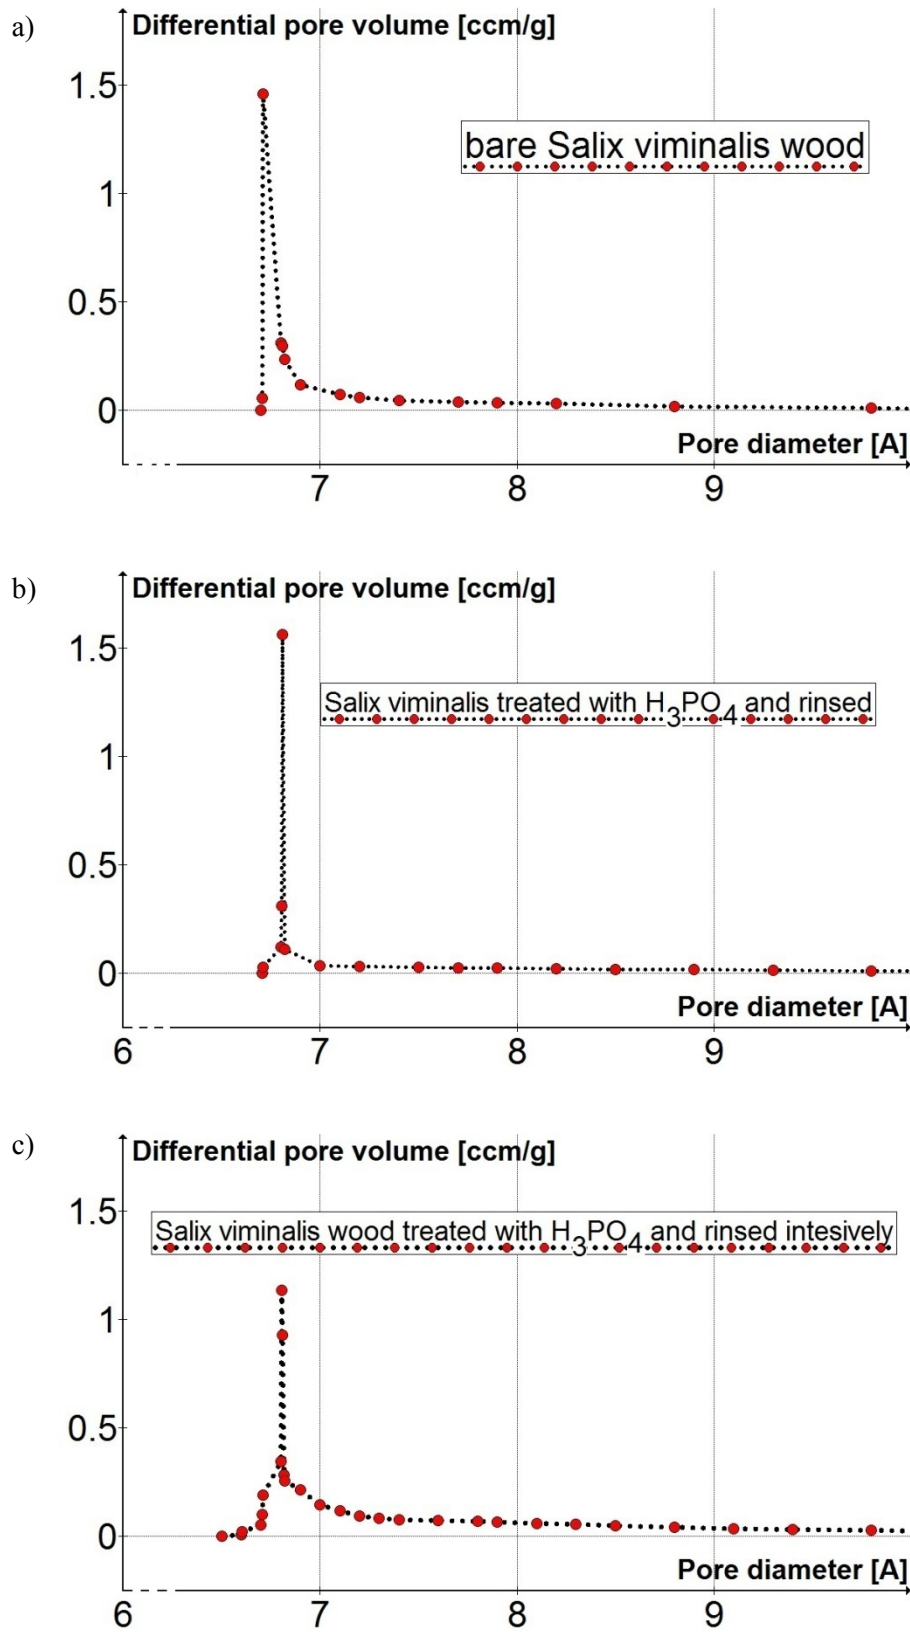 a)
Differential pore volume [ccm/g]
1.5
bare Salix viminalis wood
1
0.5
0
Pore diameter [A]
7 8 9
b)
Differential pore volume [ccm/g]
1.5
Salix viminalis treated with H3PO4 and rinsed
1
0.5
0
Pore diameter [A]
6 7 8 9
c)
Differential pore volume [ccm/g]
1.5
Salix viminalis wood treated with H3PO4 and rinsed intesively
1
0.5
0
Pore diameter [A]
6 7 8 9